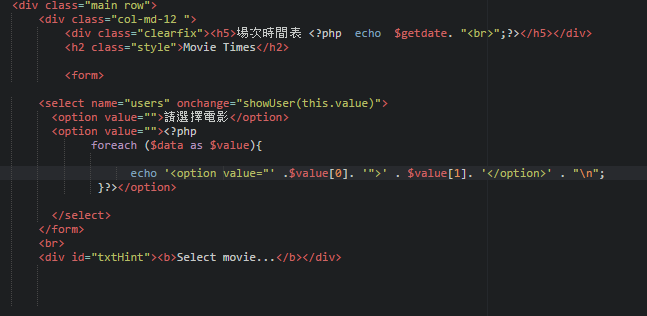 <div class="main row">
<div class="col-md-12 ">
<div class="clearfix"><h5>場次時間表 <?php  echo  $getdate. "<br>";?></h5></div>
<h2 class="style">Movie Times</h2>
<form>
<select name="users" onchange="showUser(this.value)">
<option value="">請選擇電影</option>
<option value=""><?php
foreach ($data as $value){
echo '<option value="' .$value[0]. '">' . $value[1]. '</option>' . "\n";
}?></option>
</select>
</form>
<br>
<div id="txtHint"><b>Select movie...</b></div>